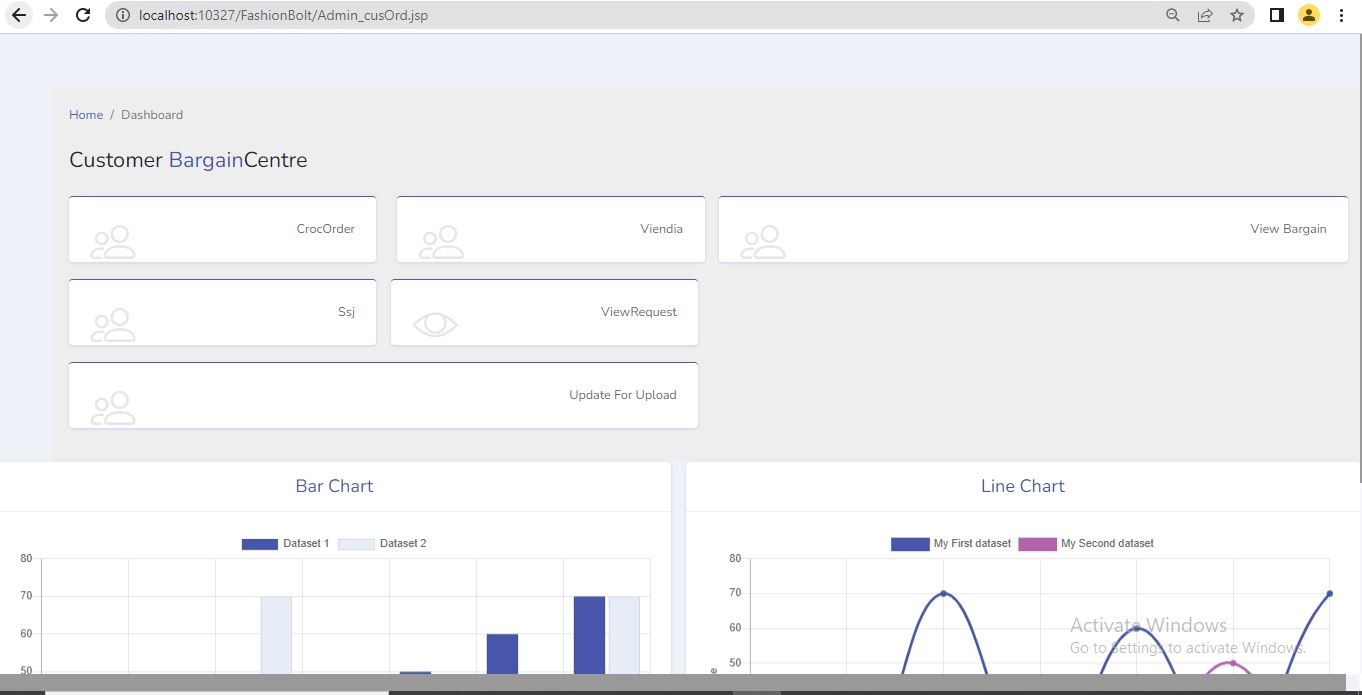 localhost:10327/FashionBolt/Admin_cusOrd.jsp
Home / Dashboard
Customer BargainCentre
CrocOrder
Viendia
View Bargain
Ssj
ViewRequest
Update For Upload
Bar Chart
Dataset 1 Dataset 2
80
70
60
50
Line Chart
My First dataset My Second dataset
80
70
60
50
Activate Windows
Go to Settings to activate Windows.